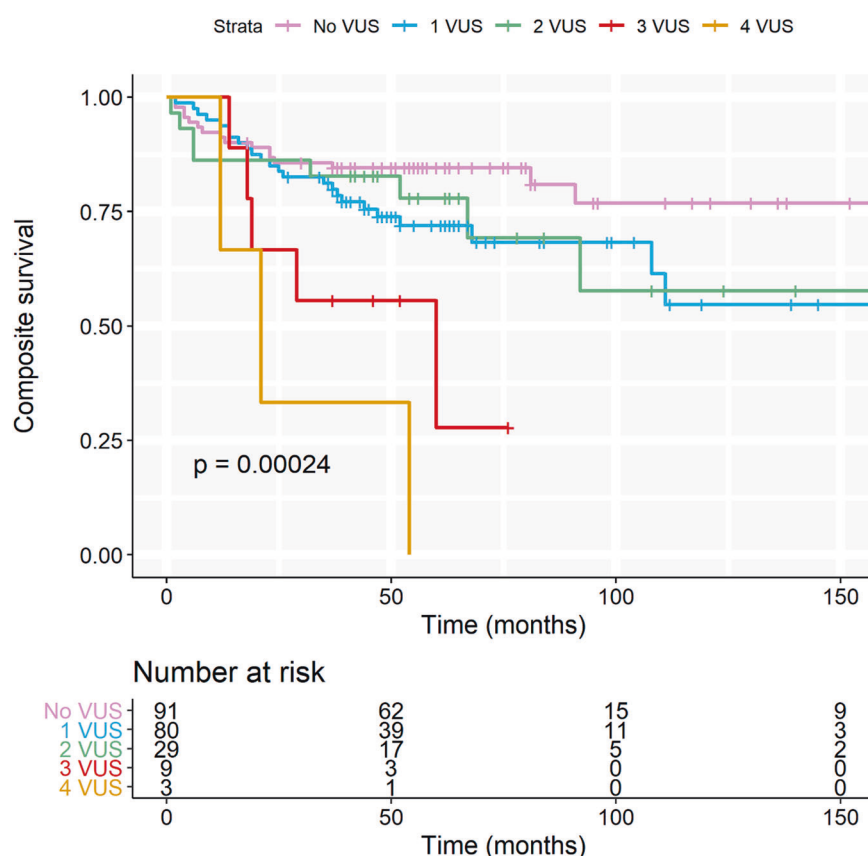 Strata No VUS 1 VUS 2 VUS 3 VUS 4 VUS
Composite survival
1.00
0.75
0.50
0.25
0.00
p = 0.00024
0 50 100 150
Time (months)
Number at risk
No VUS 91 62 15 9
1 VUS 80 39 11 3
2 VUS 29 17 5 2
3 VUS 9 3 0 0
4 VUS 3 1 0 0
0 50 100 150
Time (months)